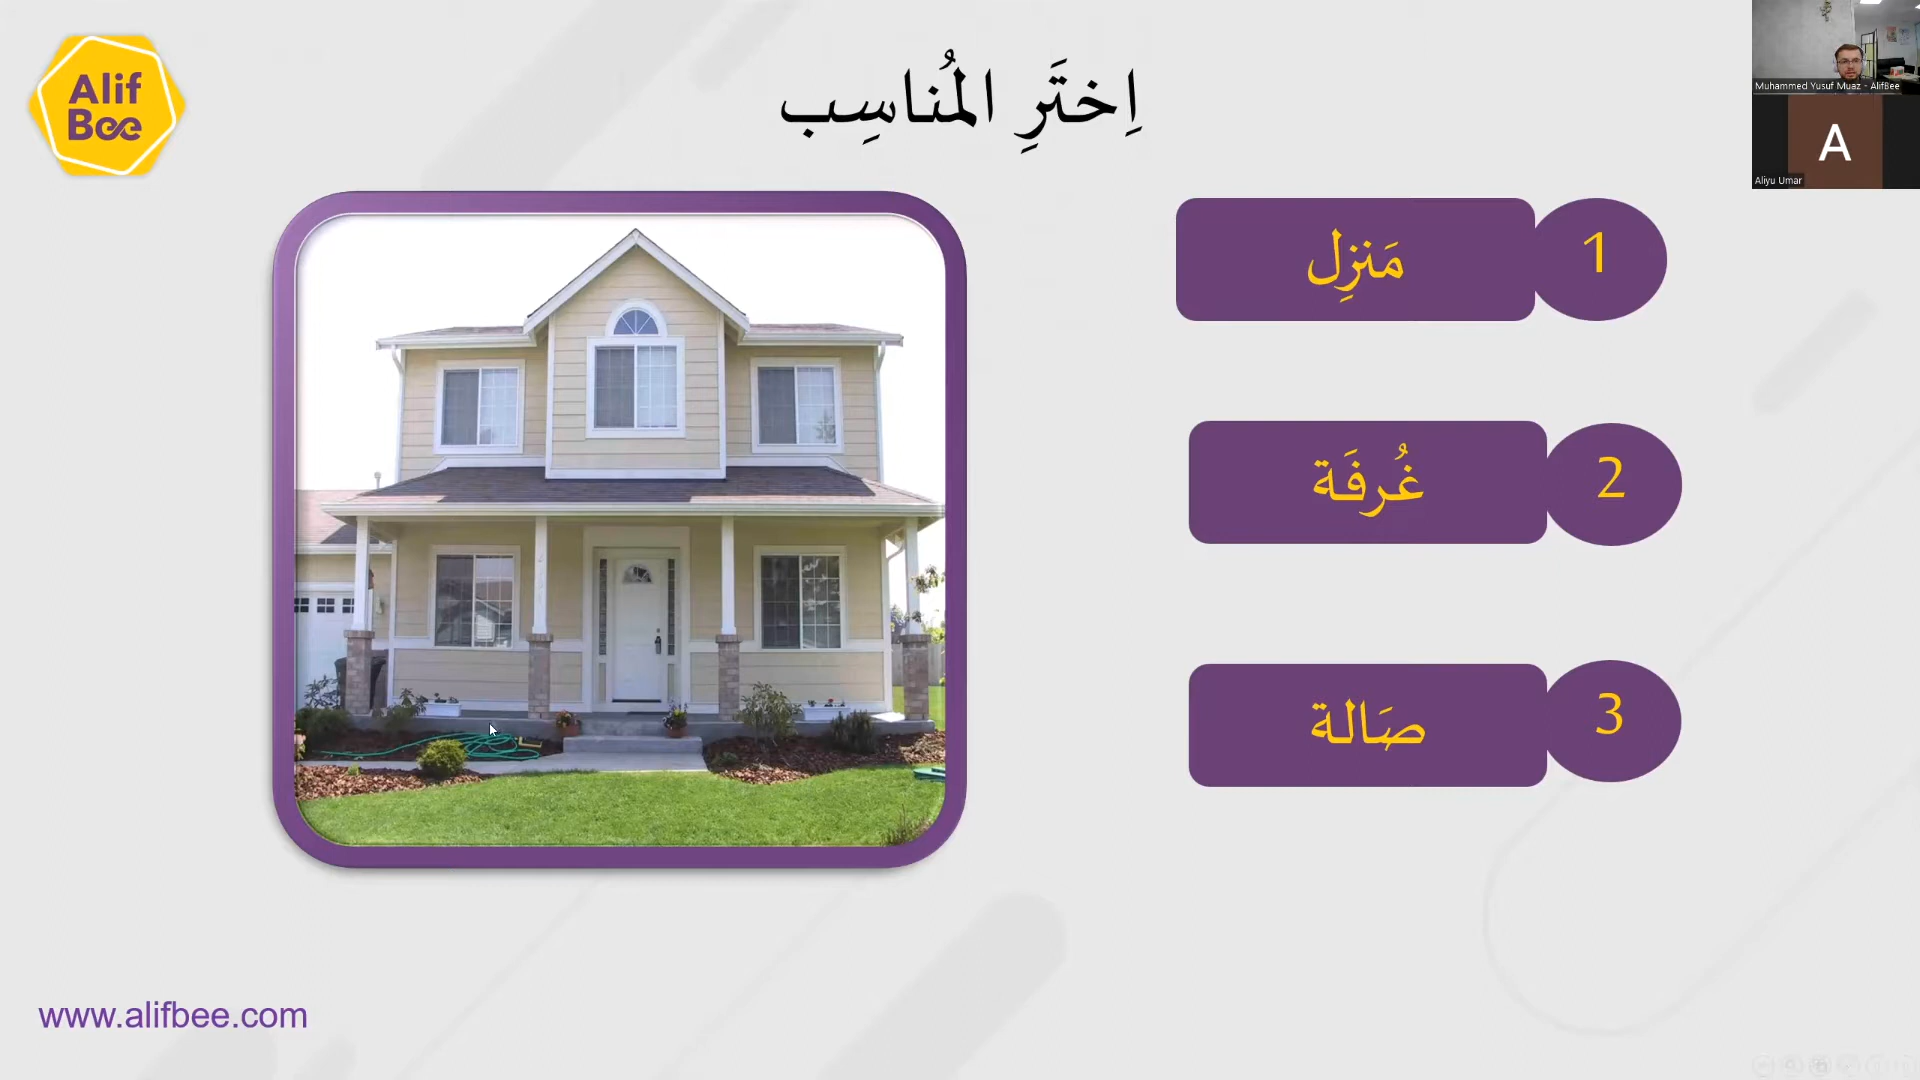 Alif
Bee
اِختَرِ المُناسِب
Muhammed Yusuf Muaz - AlifBee
A
Aliyu Umar
مَنزِل
1
غُرفَة
2
صَالة
3
www.alifbee.com